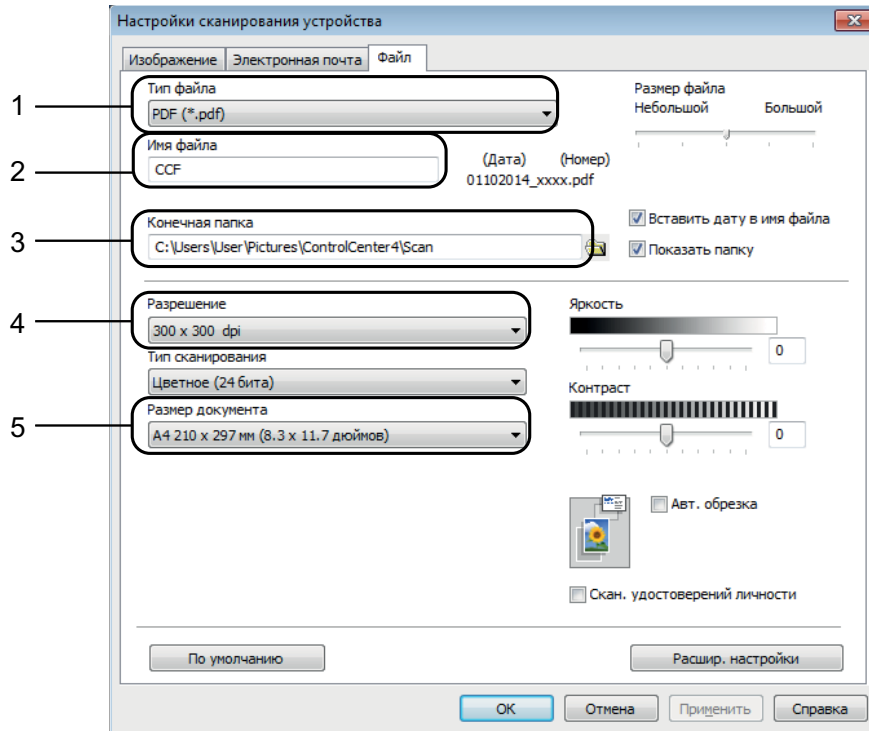 Настройки сканирования устройства
Изображение Электронная почта Файл
1
Тип файла
PDF (*.pdf)
Размер файла
Небольшой Большой
2
Имя файла
CCF
(Дата) (Номер)
01102014_xxxx.pdf
3
Конечная папка
C:\Users\User\Pictures\ControlCenter4\Scan
Вставить дату в имя файла
Показать папку
4
Разрешение
300 x 300 dpi
Тип сканирования
Цветное (24 бита)
5
Размер документа
A4 210 x 297 мм (8.3 x 11.7 дюймов)
Яркость
0
Контраст
0
Авт. обрезка
Скан. удостоверений личности
По умолчанию Расшир. настройки
OK Отмена Применить Справка